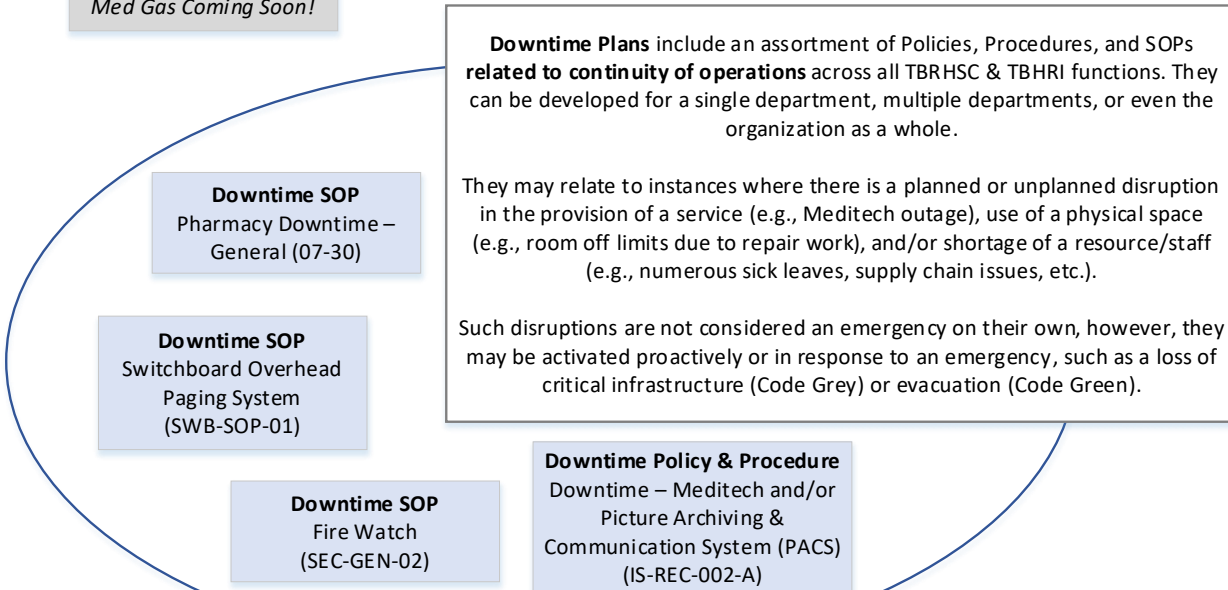 Med Gas Coming Soon!
Downtime Plans include an assortment of Policies, Procedures, and SOPs
related to continuity of operations across all TBRHSC & TBHRI functions. They
can be developed for a single department, multiple departments, or even the
organization as a whole.
They may relate to instances where there is a planned or unplanned disruption
in the provision of a service (e.g., Meditech outage), use of a physical space
(e.g., room off limits due to repair work), and/or shortage of a resource/staff
(e.g., numerous sick leaves, supply chain issues, etc.).
Such disruptions are not considered an emergency on their own, however, they
may be activated proactively or in response to an emergency, such as a loss of
critical infrastructure (Code Grey) or evacuation (Code Green).
Downtime SOP
Pharmacy Downtime –
General (07-30)
Downtime SOP
Switchboard Overhead
Paging System
(SWB-SOP-01)
Downtime SOP
Fire Watch
(SEC-GEN-02)
Downtime Policy & Procedure
Downtime – Meditech and/or
Picture Archiving &
Communication System (PACS)
(IS-REC-002-A)